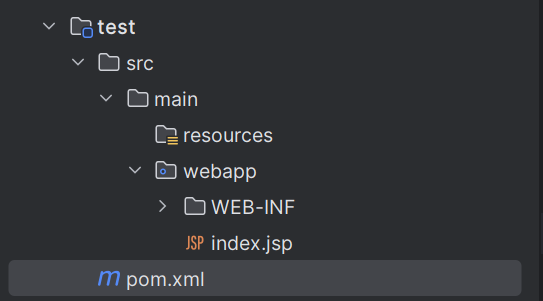 test
src
main
resources
webapp
WEB-INF
JSP index.jsp
m pom.xml